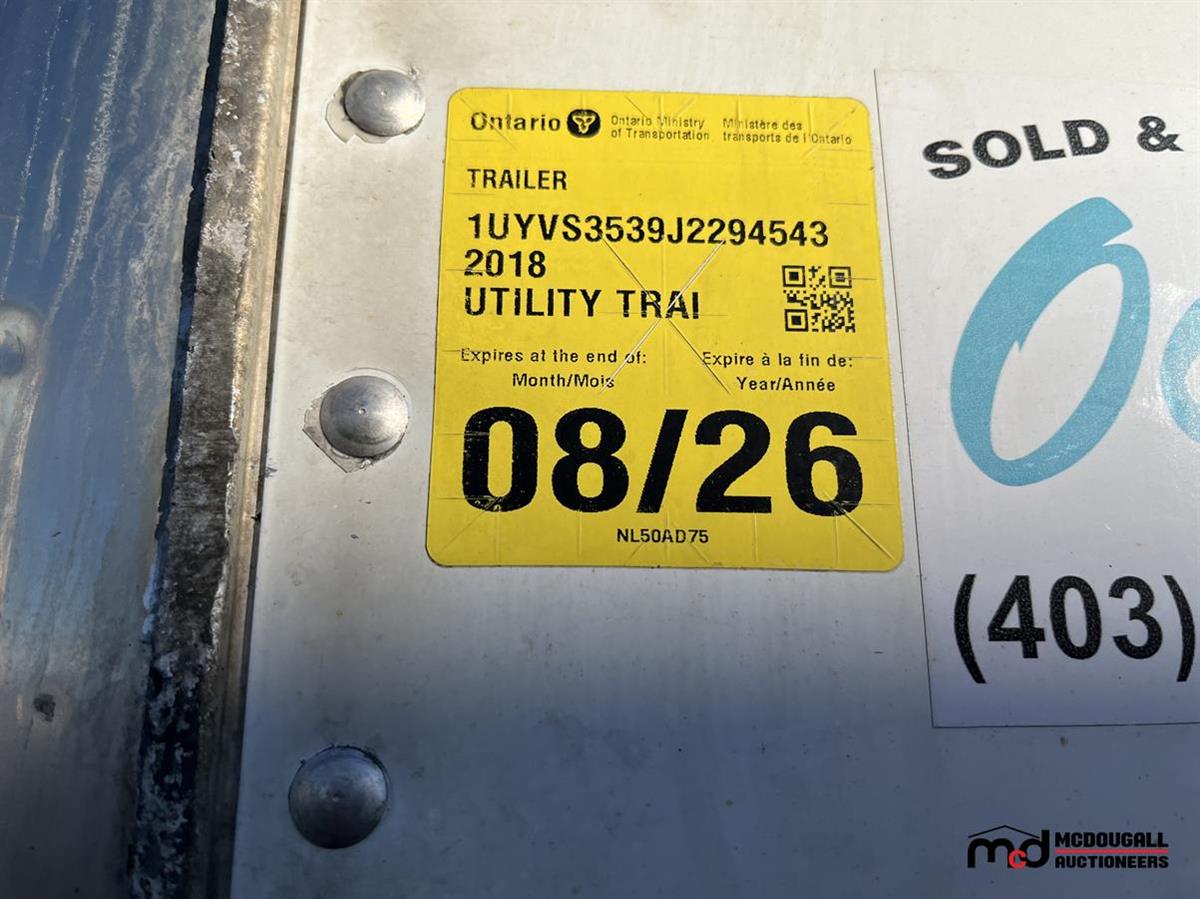 Ontario
Ontario Ministry
of Transportation
Ministère des
transports de l'Ontario
TRAILER
1UYVS3539J2294543
2018
UTILITY TRAI
Expires at the end of:
Month/Mois
Expire à la fin de:
Year/Année
08/26
NL50AD75
SOLD &
(403)
mcd
MCDOUGALL
AUCTIONEERS